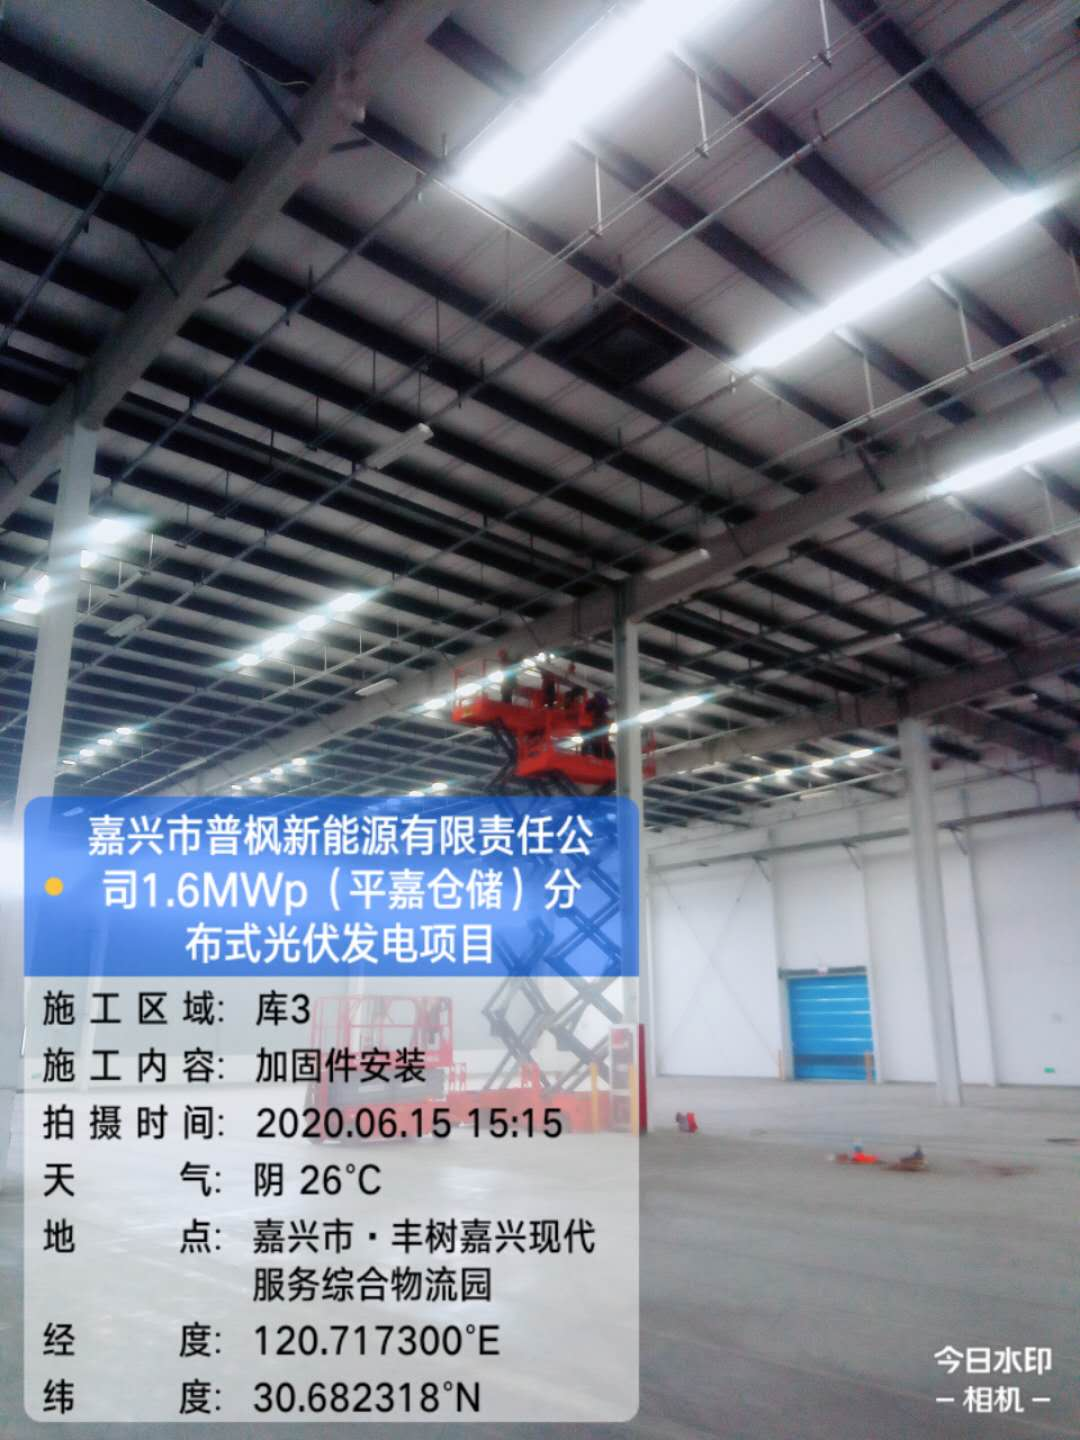 嘉兴市普枫新能源有限责任公
司1.6MWp（平嘉仓储）分
布式光伏发电项目
施工区域: 库3
施工内容: 加固件安装
拍摄时间: 2020.06.15 15:15
天气: 阴 26°C
地点: 嘉兴市·丰树嘉兴现代
服务综合物流园
经度: 120.717300°E
纬度: 30.682318°N
今日水印
-相机-